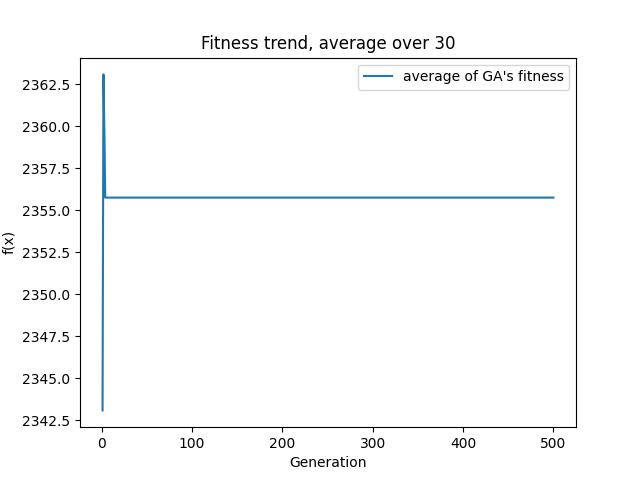 Fitness trend, average over 30
average of GA's fitness
2362.5
2360.0
2357.5
2355.0
2352.5
2350.0
2347.5
2345.0
2342.5
f(x)
0 100 200 300 400 500
Generation